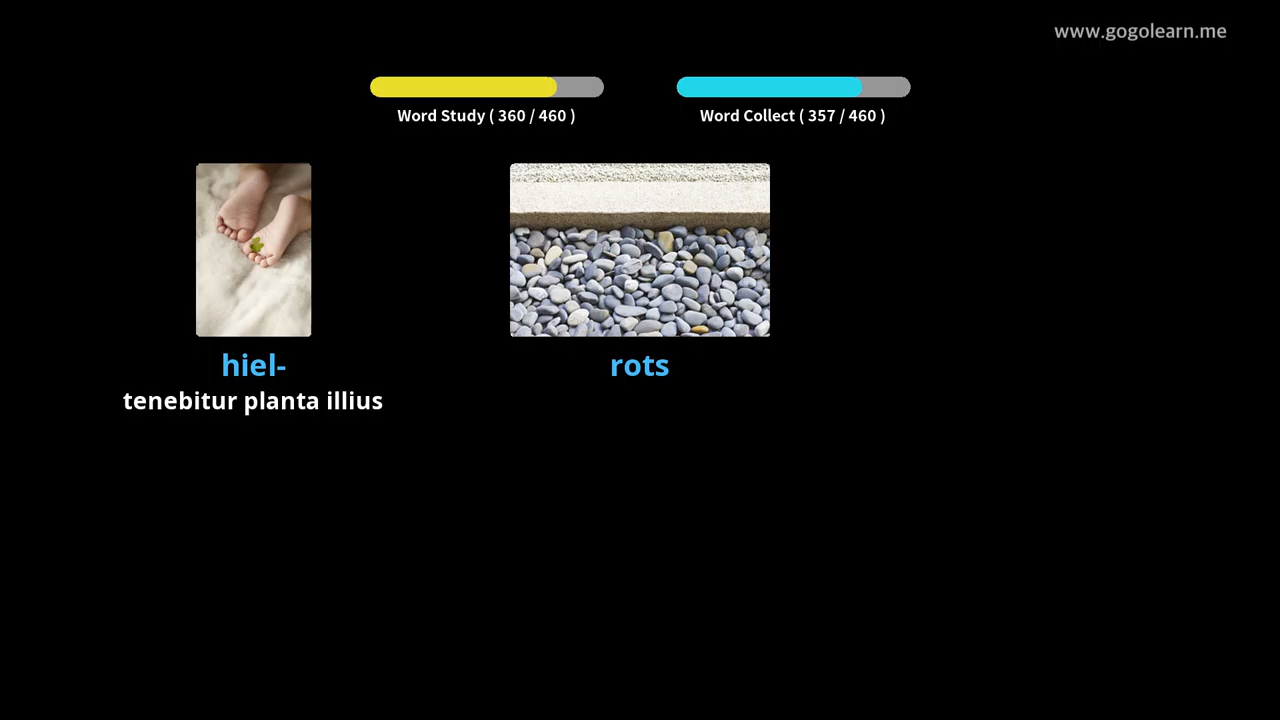 www.gogolearn.me
Word Study ( 360 / 460 )
Word Collect ( 357 / 460 )
hiel-
tenebitur planta illius
rots